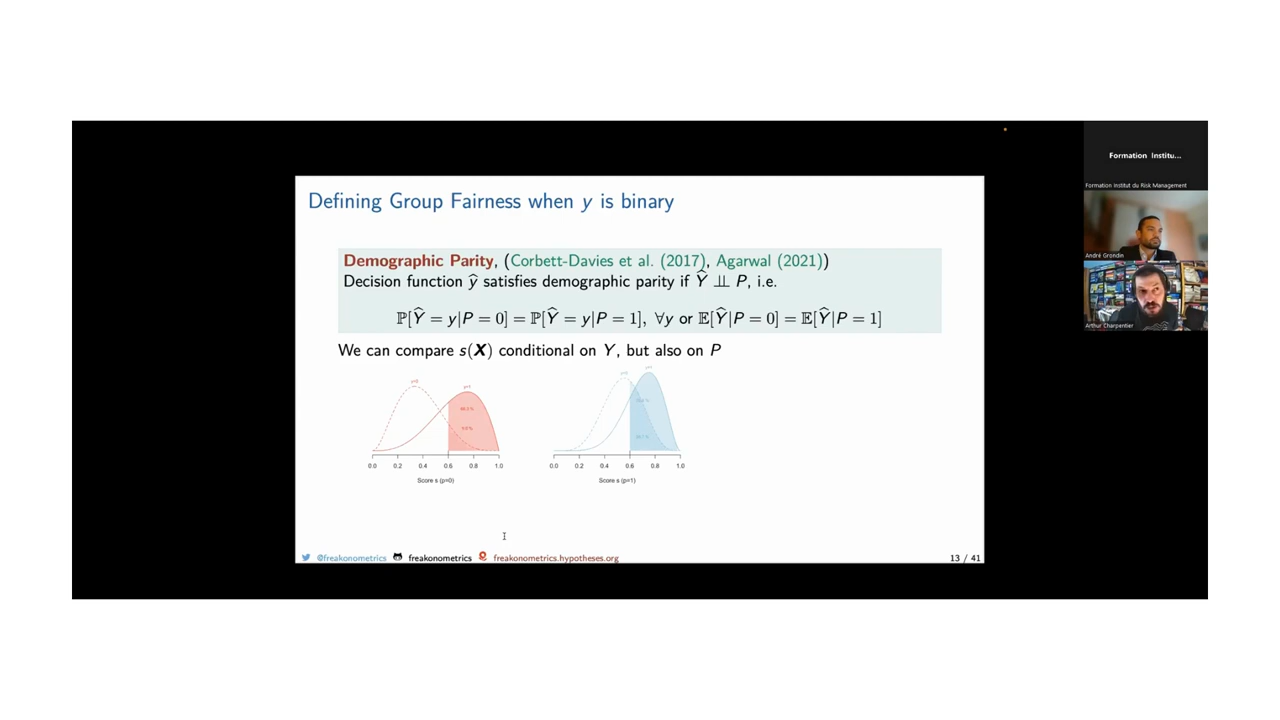 Formation Institu...
Formation Institut du Risk Management
André Grondin
Arthur Charpentier
Defining Group Fairness when y is binary
Demographic Parity, (Corbett-Davies et al. (2017), Agarwal (2021))
Decision function ŷ satisfies demographic parity if Ŷ ⫫ P, i.e.
ℙ[Ŷ = y|P = 0] = ℙ[Ŷ = y|P = 1], ∀y or 𝔼[Ŷ|P = 0] = 𝔼[Ŷ|P = 1]
We can compare s(X) conditional on Y, but also on P
0.0 0.2 0.4 0.6 0.8 1.0
Score s (p=0)
0.0 0.2 0.4 0.6 0.8 1.0
Score s (p=1)
@freakonometrics freakonometrics freakonometrics.hypotheses.org 13 / 41